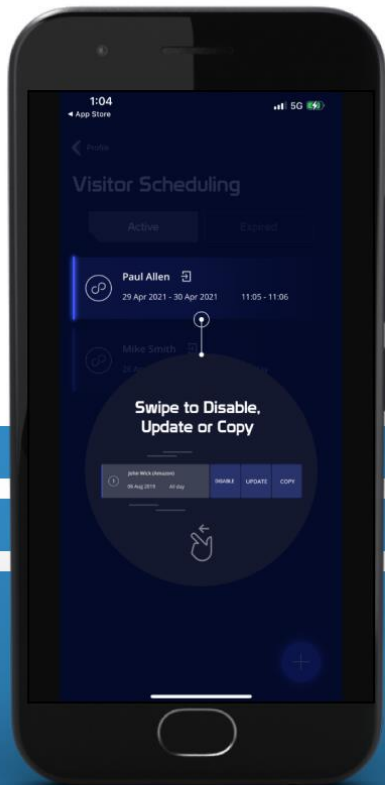 1:04
5G
◄ App Store
Profile
Visitor Scheduling
Active Expired
Paul Allen
29 Apr 2021 - 30 Apr 2021 11:05 - 11:06
Mike Smith
Swipe to Disable,
Update or Copy
John Wick (Amazon)
06 Aug 2019 All day
DISABLE UPDATE COPY